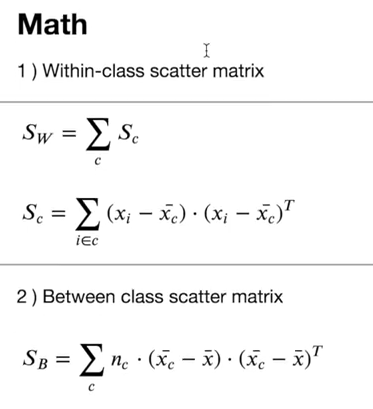 Math
1 ) Within-class scatter matrix
S_W = ∑_c S_c
S_c = ∑_{i∈c} (x_i − x̄_c) · (x_i − x̄_c)^T
2 ) Between class scatter matrix
S_B = ∑_c n_c · (x̄_c − x̄) · (x̄_c − x̄)^T